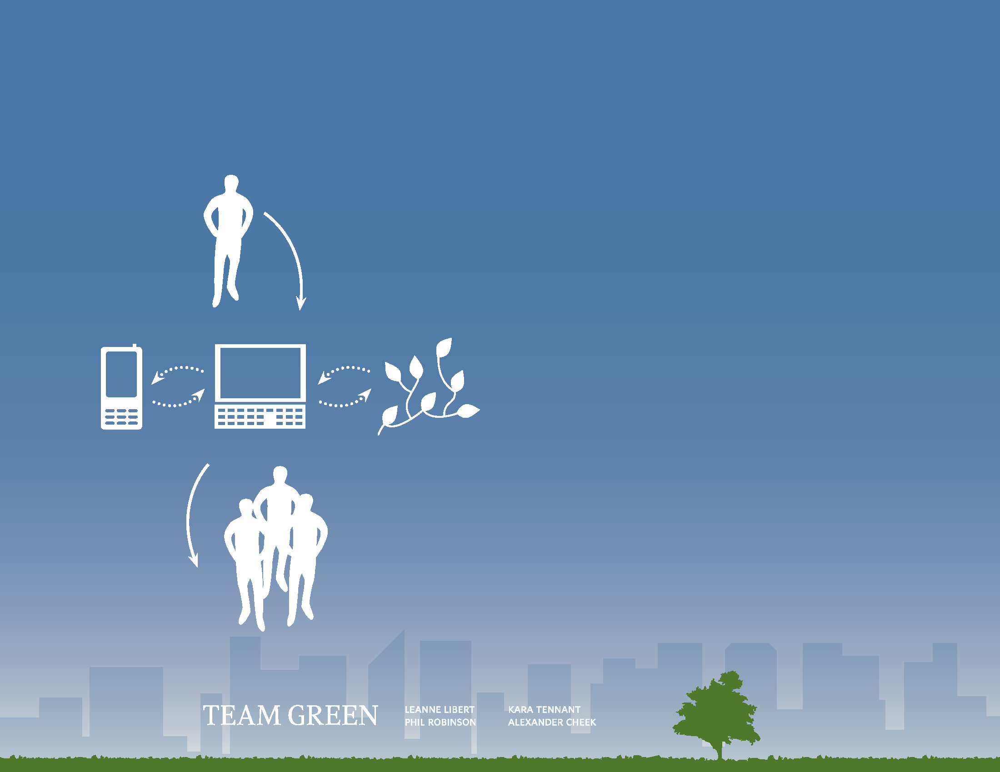 TEAM GREEN
LEANNE LIBERT
PHIL ROBINSON
KARA TENNANT
ALEXANDER CHEEK